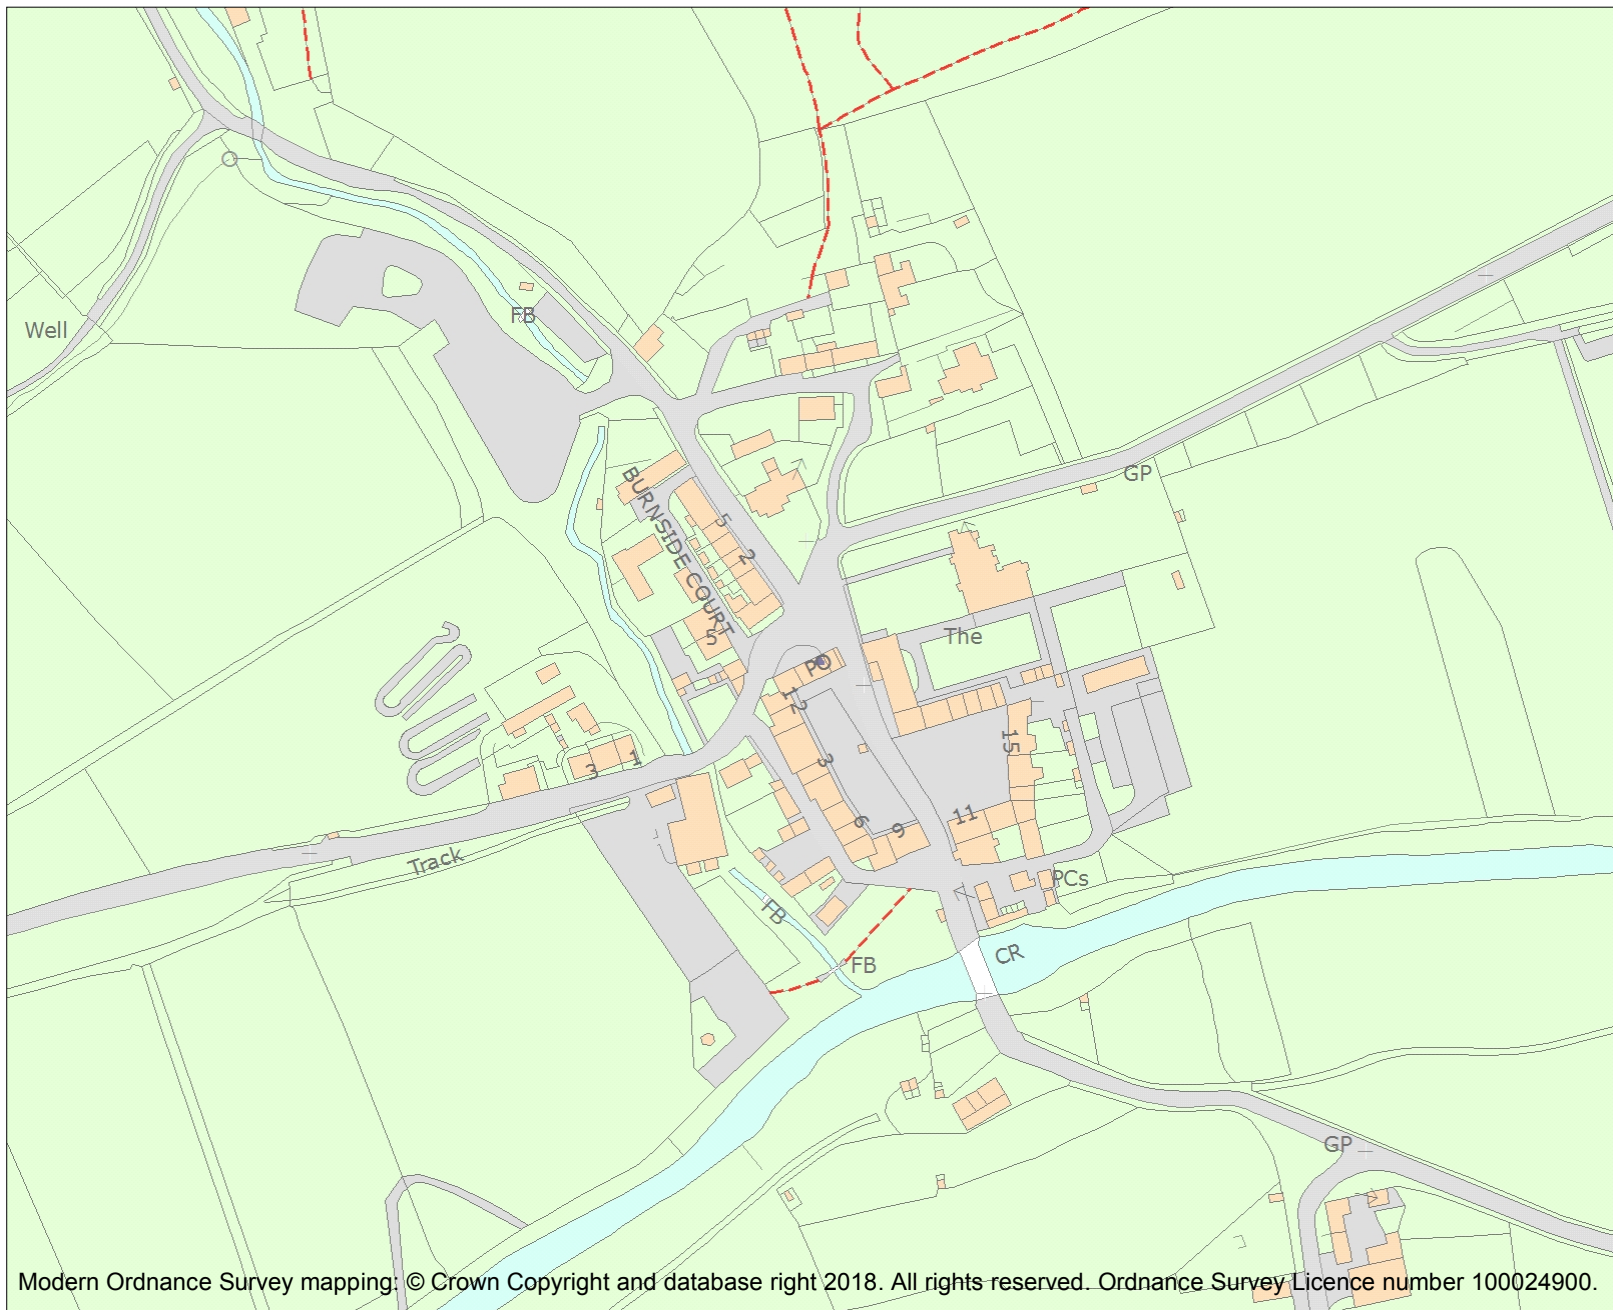 Well
FB
GP
BURNSIDE COURT
5
2
5
The
PO
12
3
15
1
3
6
9
11
Track
PCs
FB
FB
CR
GP
Modern Ordnance Survey mapping: © Crown Copyright and database right 2018. All rights reserved. Ordnance Survey Licence number 100024900.